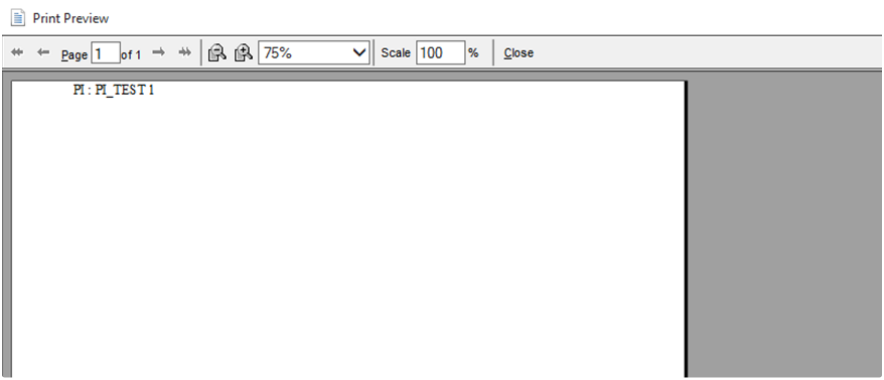 Print Preview
Page 1 of 1 75% Scale 100 % Close
PI : PI_TEST 1